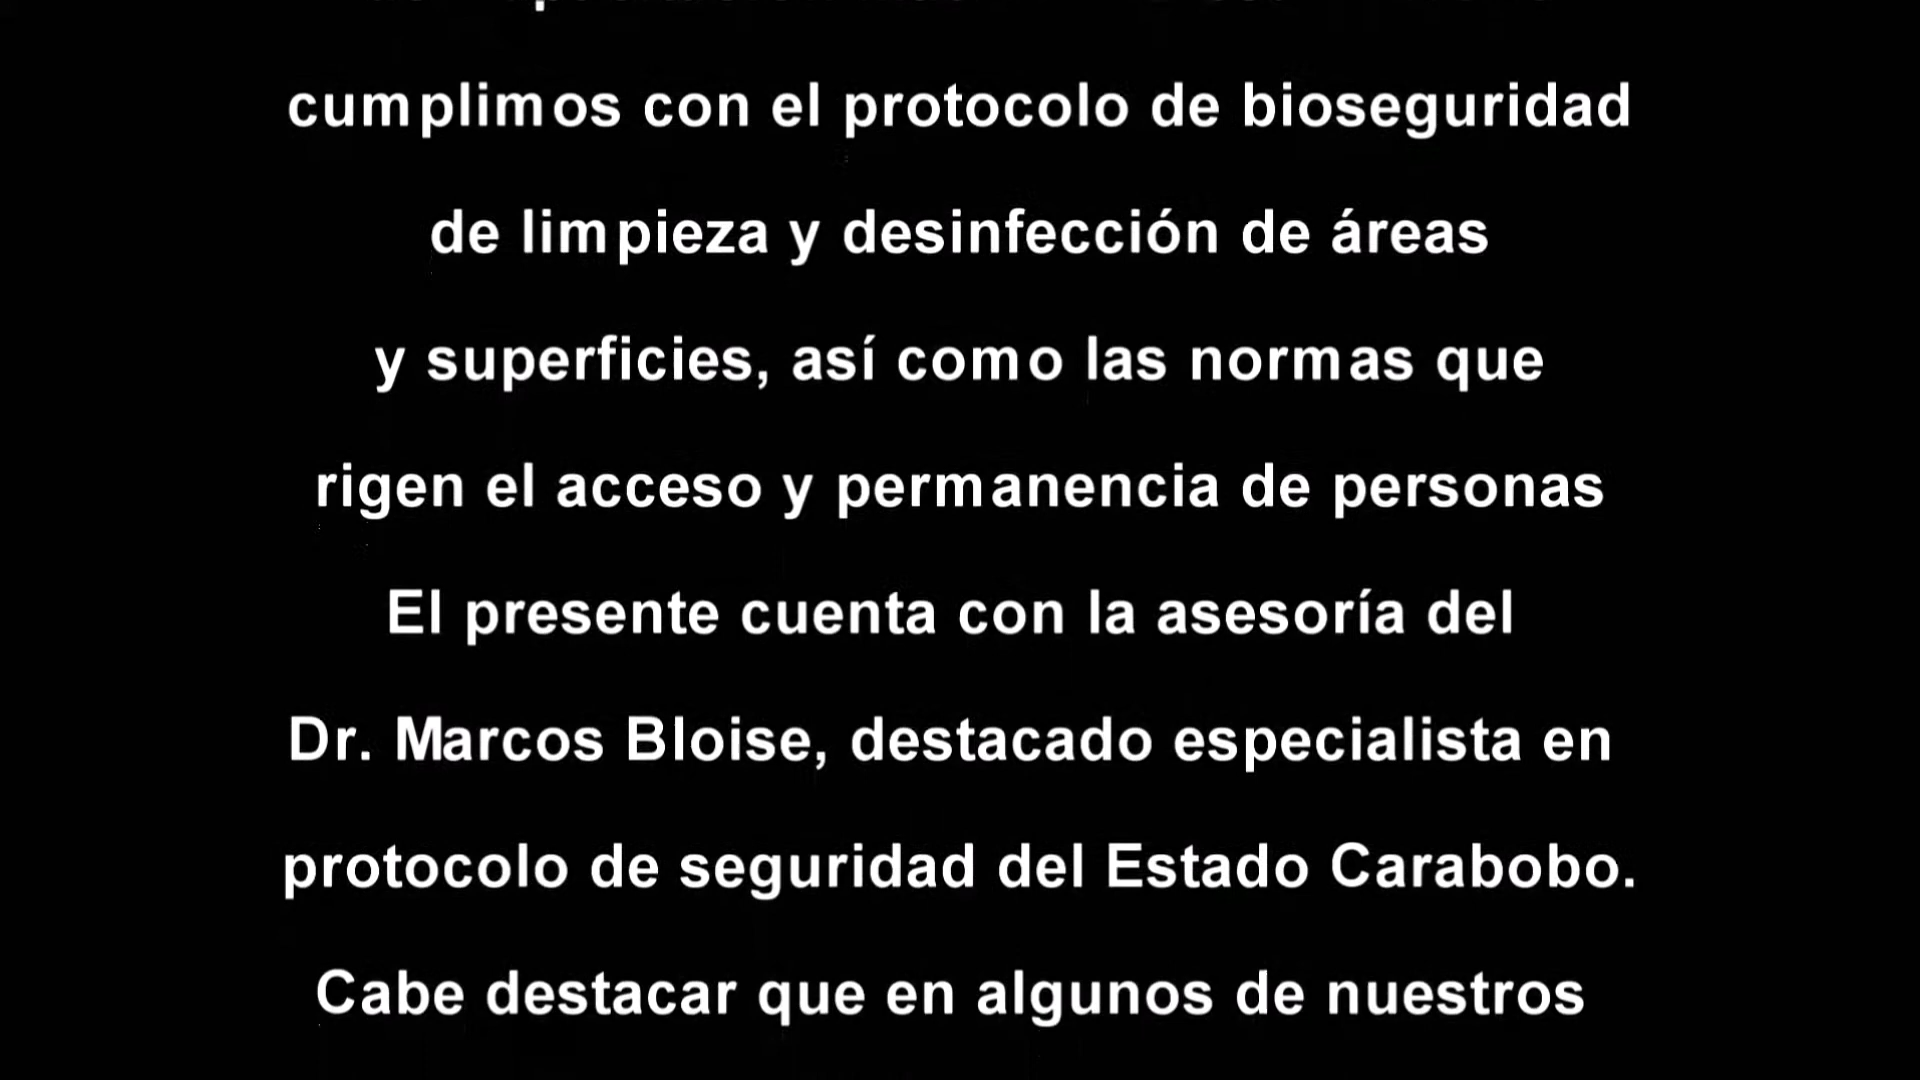 cumplimos con el protocolo de bioseguridad
de limpieza y desinfección de áreas
y superficies, así como las normas que
rigen el acceso y permanencia de personas
El presente cuenta con la asesoría del
Dr. Marcos Bloise, destacado especialista en
protocolo de seguridad del Estado Carabobo.
Cabe destacar que en algunos de nuestros